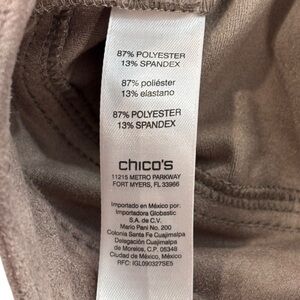 87% POLYESTER
13% SPANDEX
87% poliéster
13% elastano
87% POLYESTER
13% SPANDEX
chico's
11215 METRO PARKWAY
FORT MYERS, FL 33966
Importado en México por:
Importadora Globastic
S.A. de C.V.
Mario Pani No. 200
Colonia Santa Fe Cuajimalpa
Delegación Cuajimalpa
de Morelos, C.P. 05348
Ciudad de México, México
RFC: IGL090327SE5